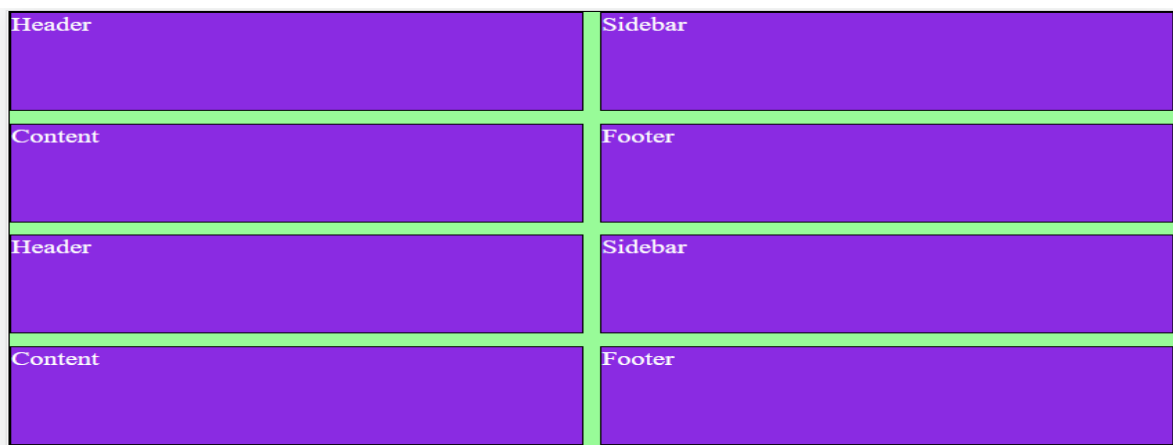 Header
Sidebar
Content
Footer
Header
Sidebar
Content
Footer